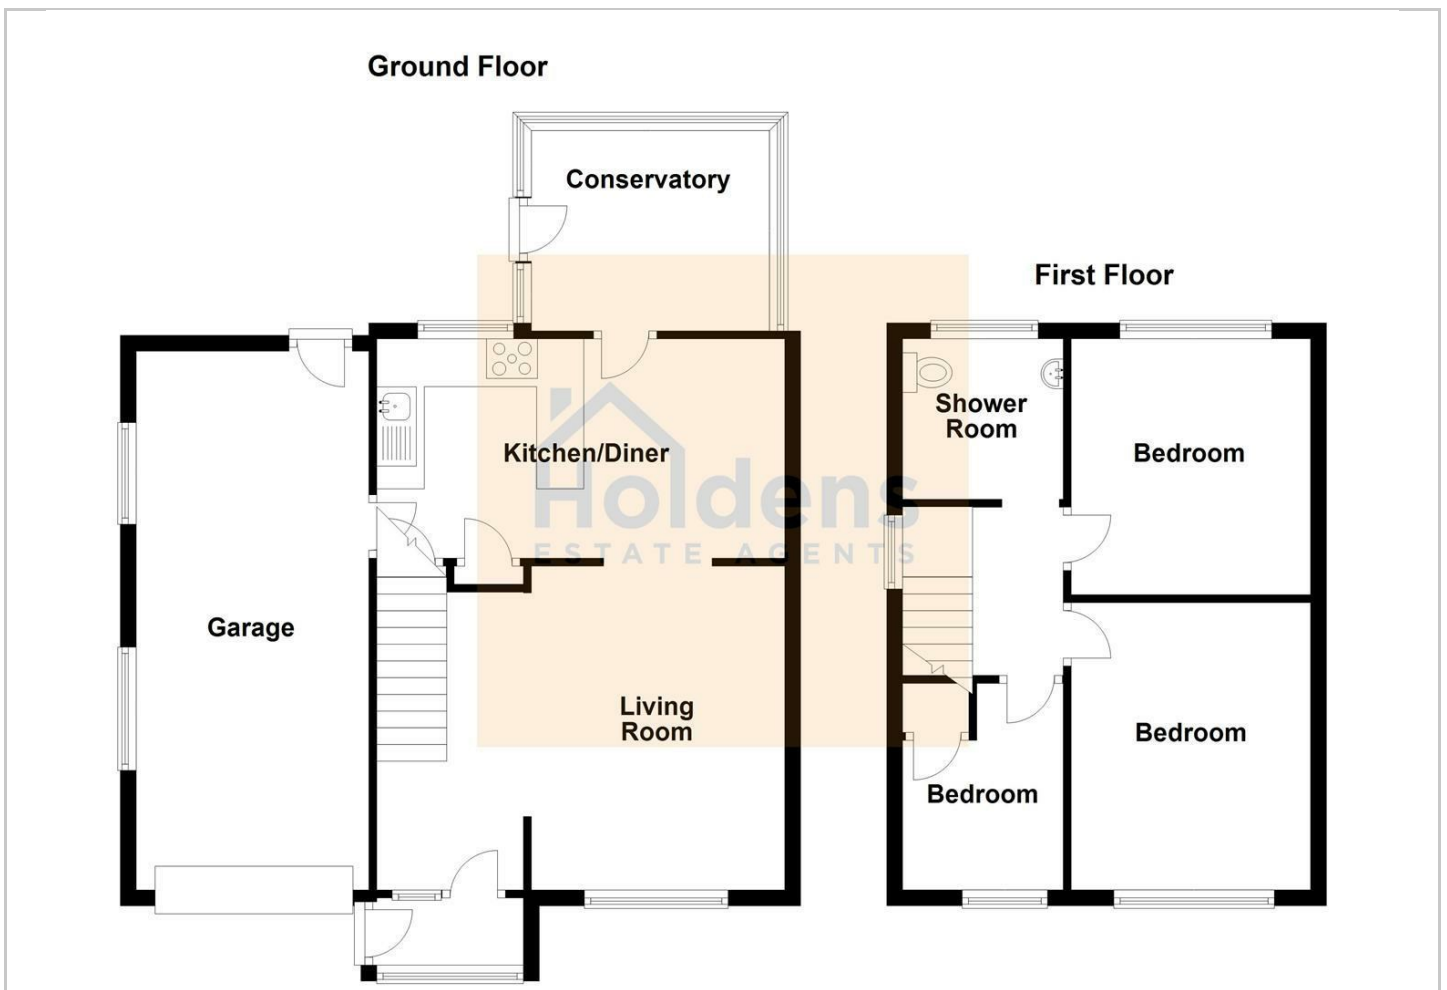 Ground Floor
Conservatory
First Floor
Shower
Room
Bedroom
Kitchen/Diner
Holdens
ESTATE AGENTS
Garage
Living
Room
Bedroom
Bedroom